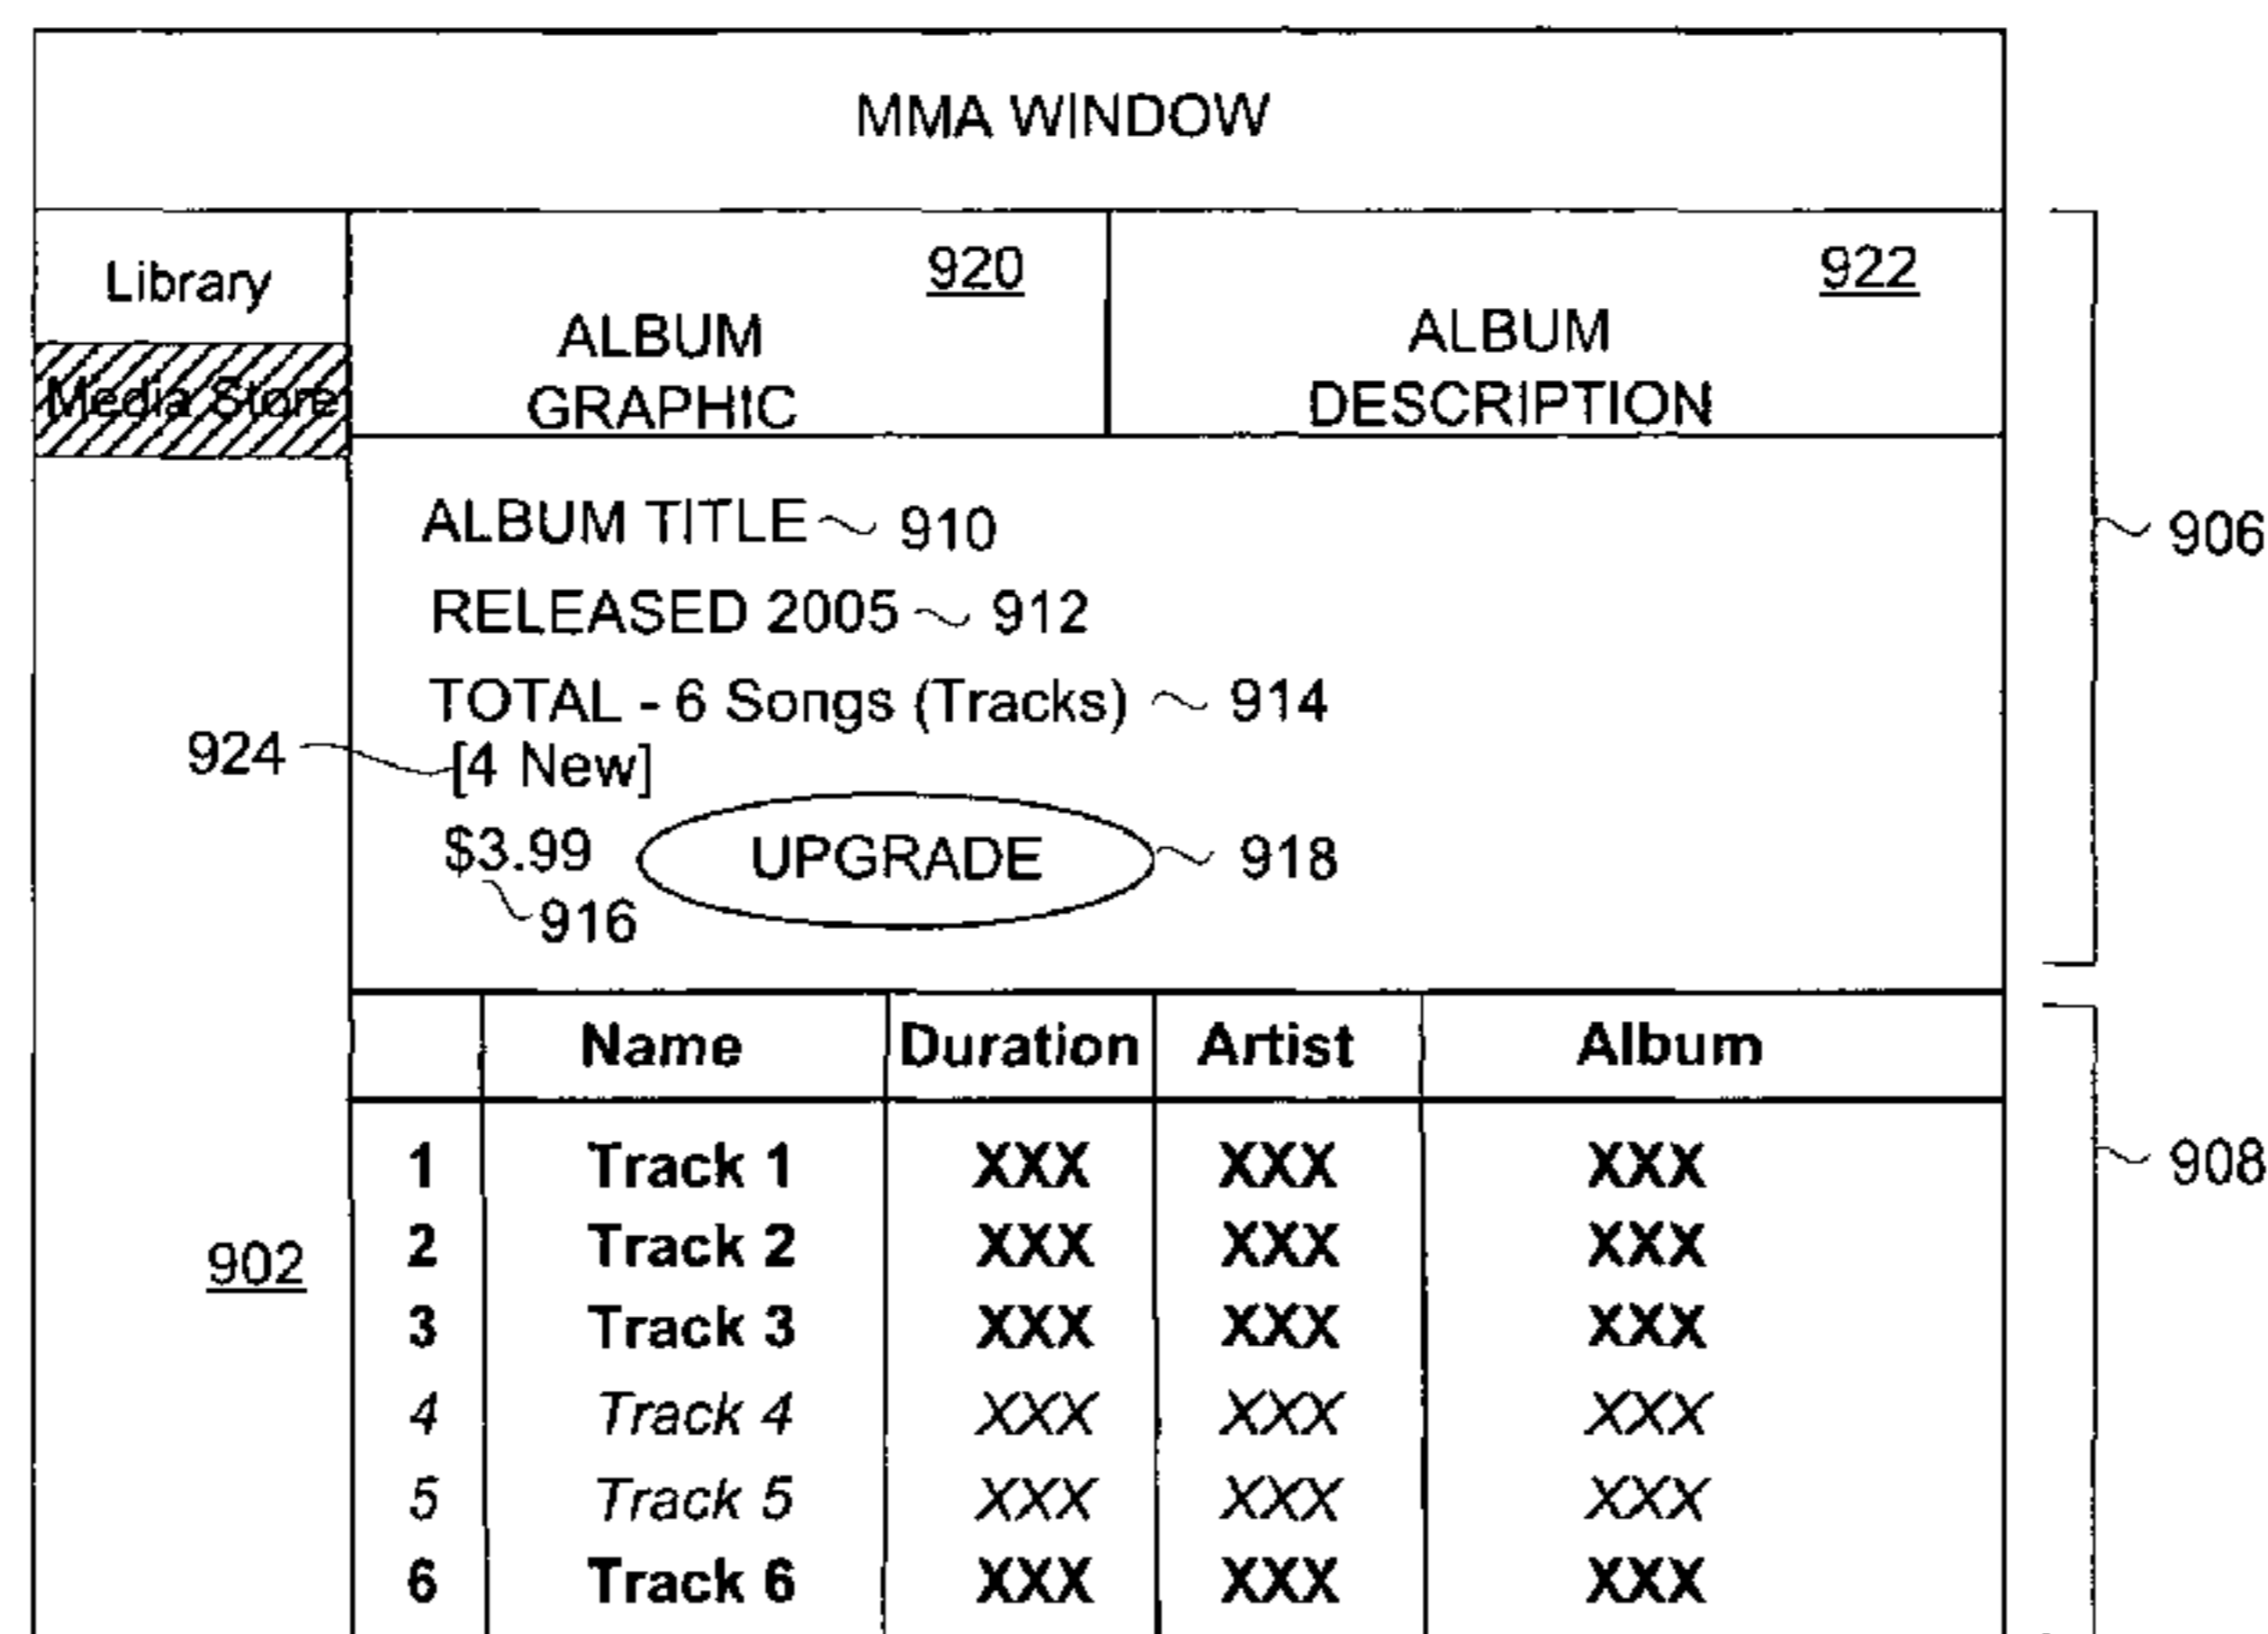 MMA WINDOW
Library
Media Store
920
ALBUM
GRAPHIC
922
ALBUM
DESCRIPTION
906
ALBUM TITLE 910
RELEASED 2005 912
TOTAL - 6 Songs (Tracks) 914
924 [4 New]
$3.99 UPGRADE 918
916
Name Duration Artist Album
1 Track 1 XXX XXX XXX
908
2 Track 2 XXX XXX XXX
902
3 Track 3 XXX XXX XXX
4 Track 4 XXX XXX XXX
5 Track 5 XXX XXX XXX
6 Track 6 XXX XXX XXX